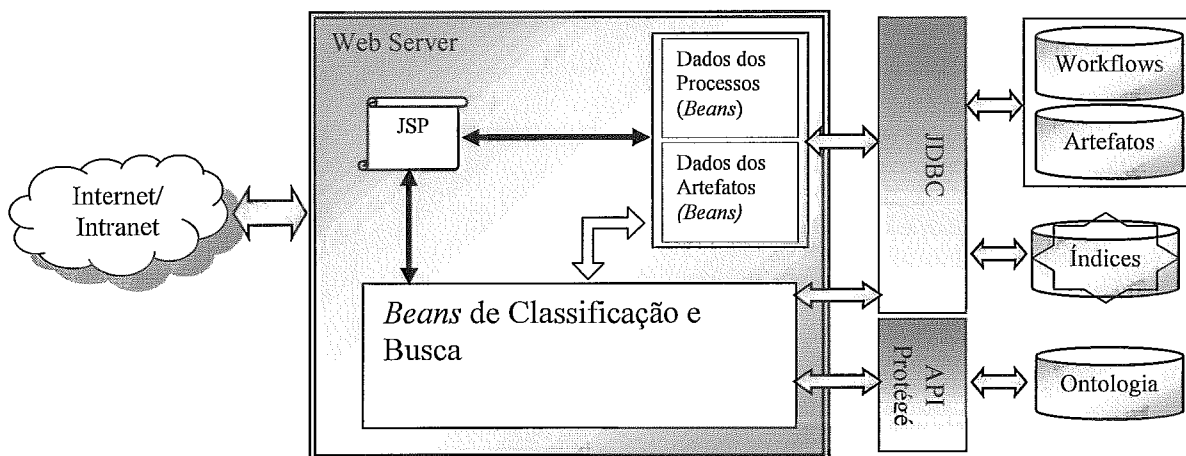 Web Server
Dados dos
Processos
(Beans)
Dados dos
Artefatos
(Beans)
JSP
Internet/
Intranet
Beans de Classificação e
Busca
JDBC
API
Protégé
Workflows
Artefatos
Índices
Ontologia